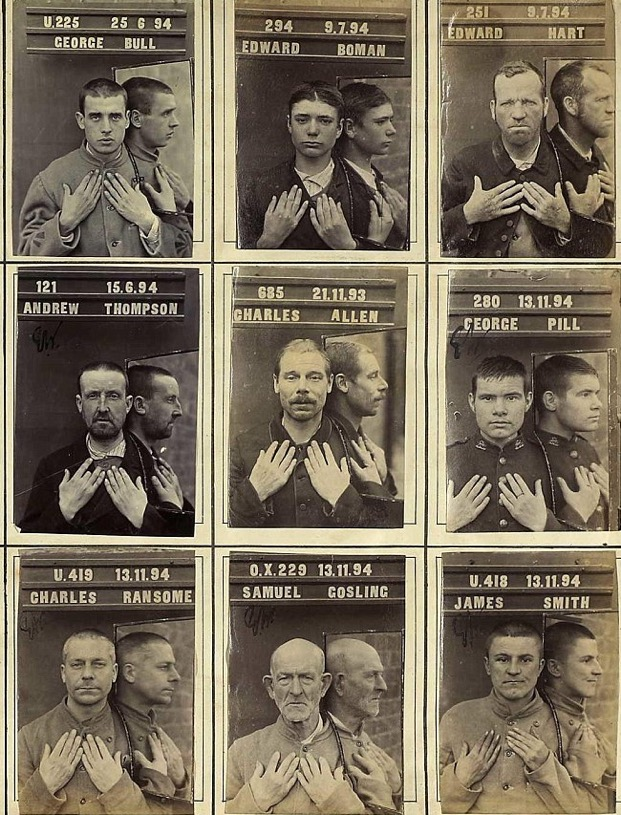 U.225 25 6 94
GEORGE BULL
294 9.7.94
EDWARD BOMAN
251 9.7.94
EDWARD HART
121 15.6.94
ANDREW THOMPSON
685 21.11.93
CHARLES ALLEN
280 13.11.94
GEORGE PILL
U.419 13.11.94
CHARLES RANSOME
O.X.229 13.11.94
SAMUEL GOSLING
U.418 13.11.94
JAMES SMITH